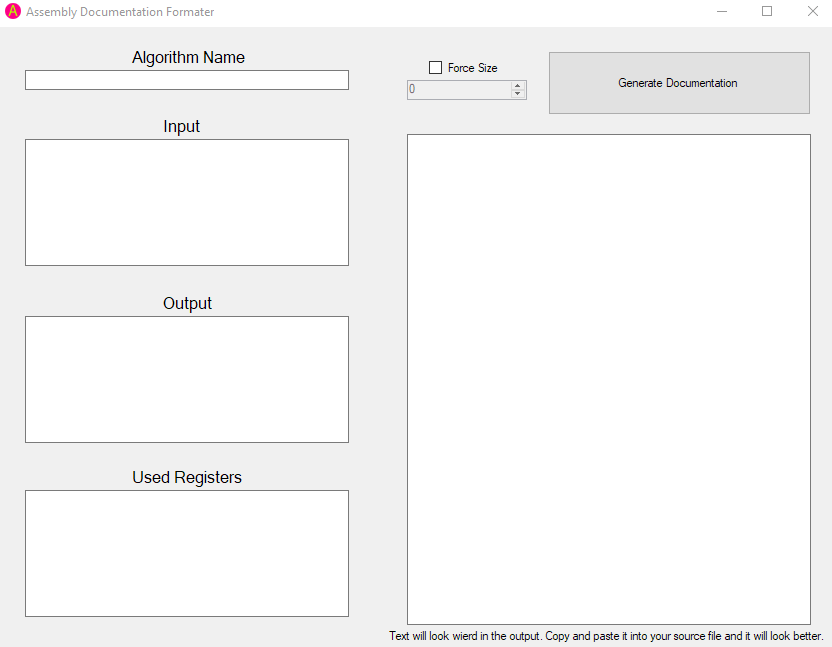 A Assembly Documentation Formater
Algorithm Name
Force Size
0
Generate Documentation
Input
Output
Used Registers
Text will look wierd in the output. Copy and paste it into your source file and it will look better.